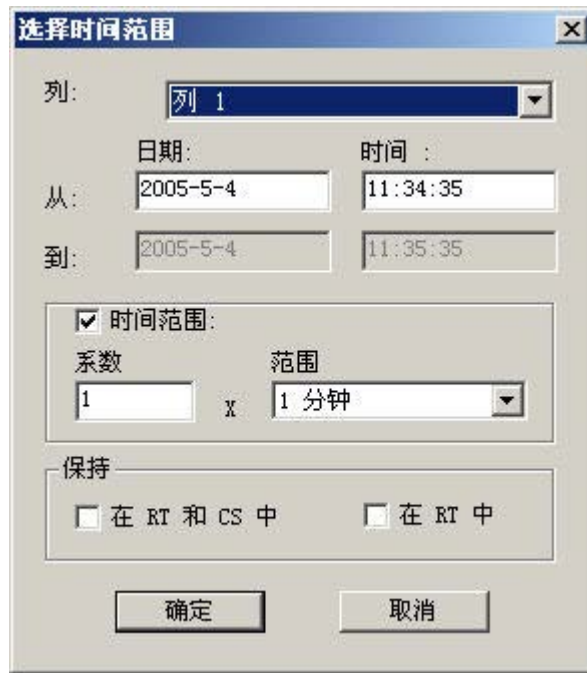 选择时间范围
列: 列 1
日期: 时间 :
从: 2005-5-4 11:34:35
到: 2005-5-4 11:35:35
时间范围:
系数 范围
1 X 1 分钟
保持
在 RT 和 CS 中 在 RT 中
确定 取消